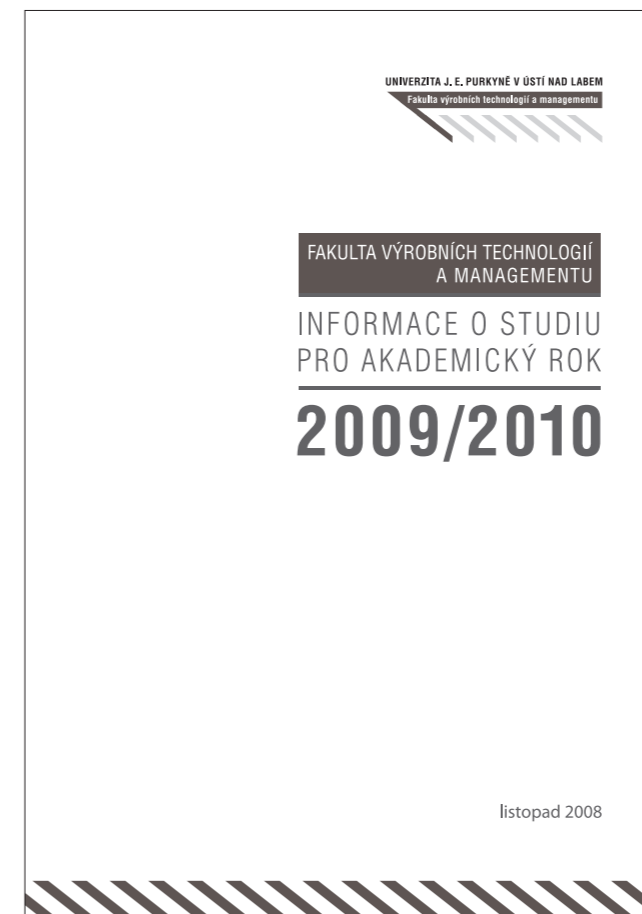 UNIVERZITA J. E. PURKYNĚ V ÚSTÍ NAD LABEM
Fakulta výrobních technologií a managementu
FAKULTA VÝROBNÍCH TECHNOLOGIÍ
A MANAGEMENTU
INFORMACE O STUDIU
PRO AKADEMICKÝ ROK
2009/2010
listopad 2008